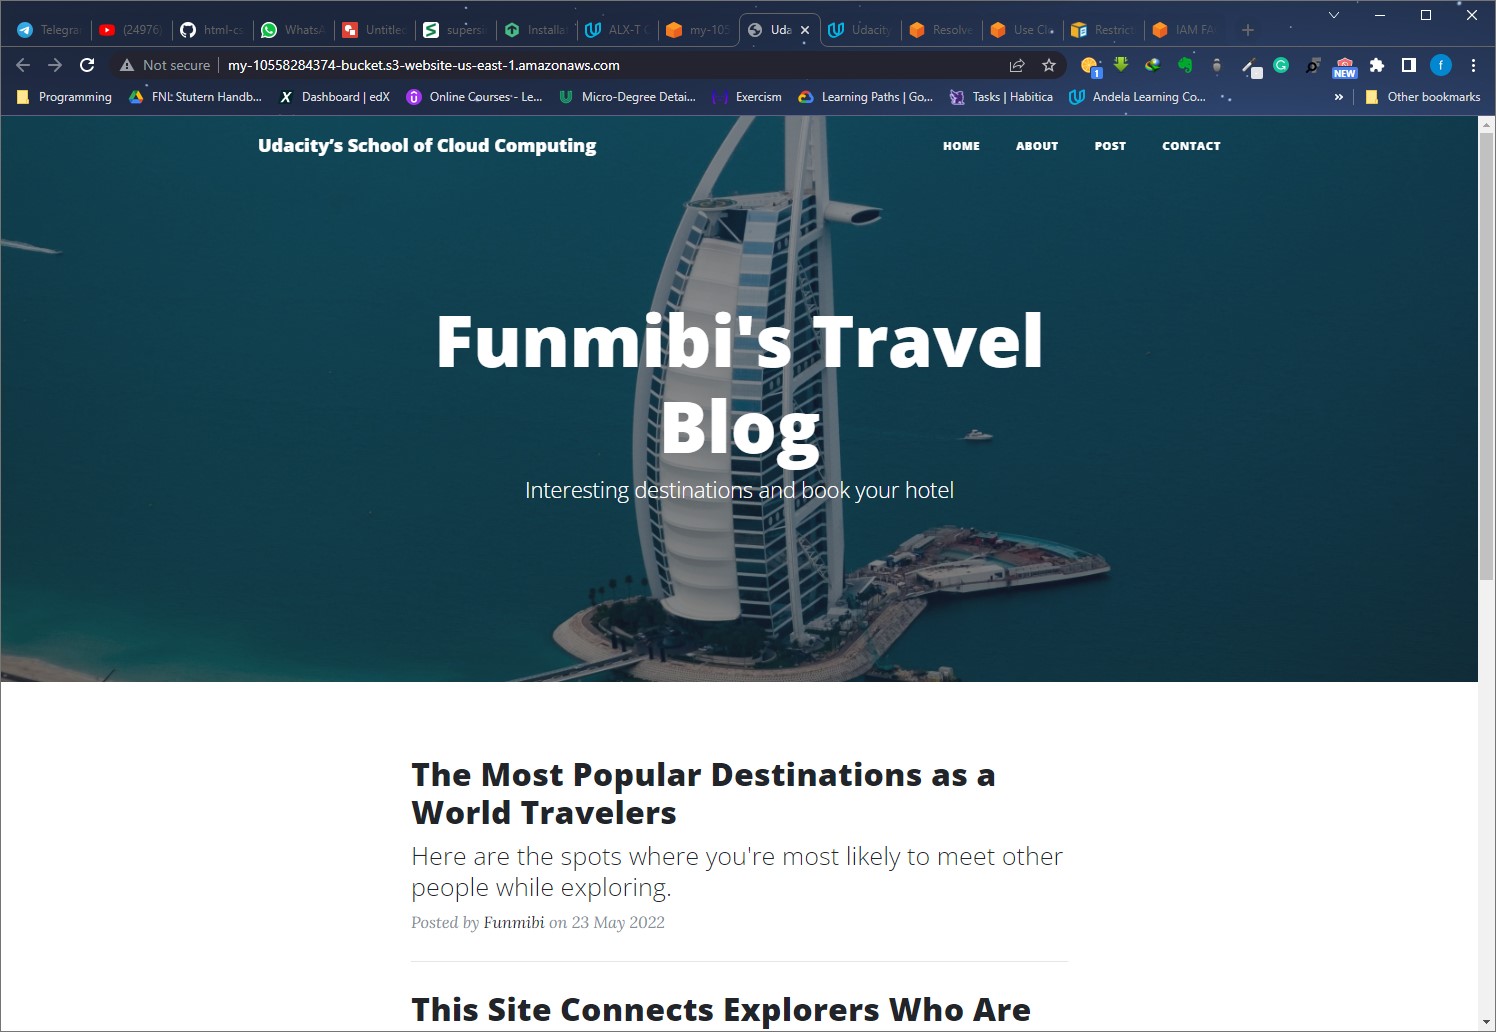 Telegra
(24976)
html-cs
WhatsA
Untitled
supers
Installa
ALX-T C
my-105
Uda
Udacity
Resolve
Use Clo
Restrict
IAM FA
Not secure
my-10558284374-bucket.s3-website-us-east-1.amazonaws.com
1
NEW
f
Programming
FNL: Stutern Handb...
Dashboard | edX
Online Courses - Le...
Micro-Degree Detai...
Exercism
Learning Paths | Go...
Tasks | Habitica
Andela Learning Co...
»
Other bookmarks
Udacity’s School of Cloud Computing
HOME ABOUT POST CONTACT
Funmibi's Travel
Blog
Interesting destinations and book your hotel
The Most Popular Destinations as a
World Travelers
Here are the spots where you're most likely to meet other
people while exploring.
Posted by Funmibi on 23 May 2022
This Site Connects Explorers Who Are